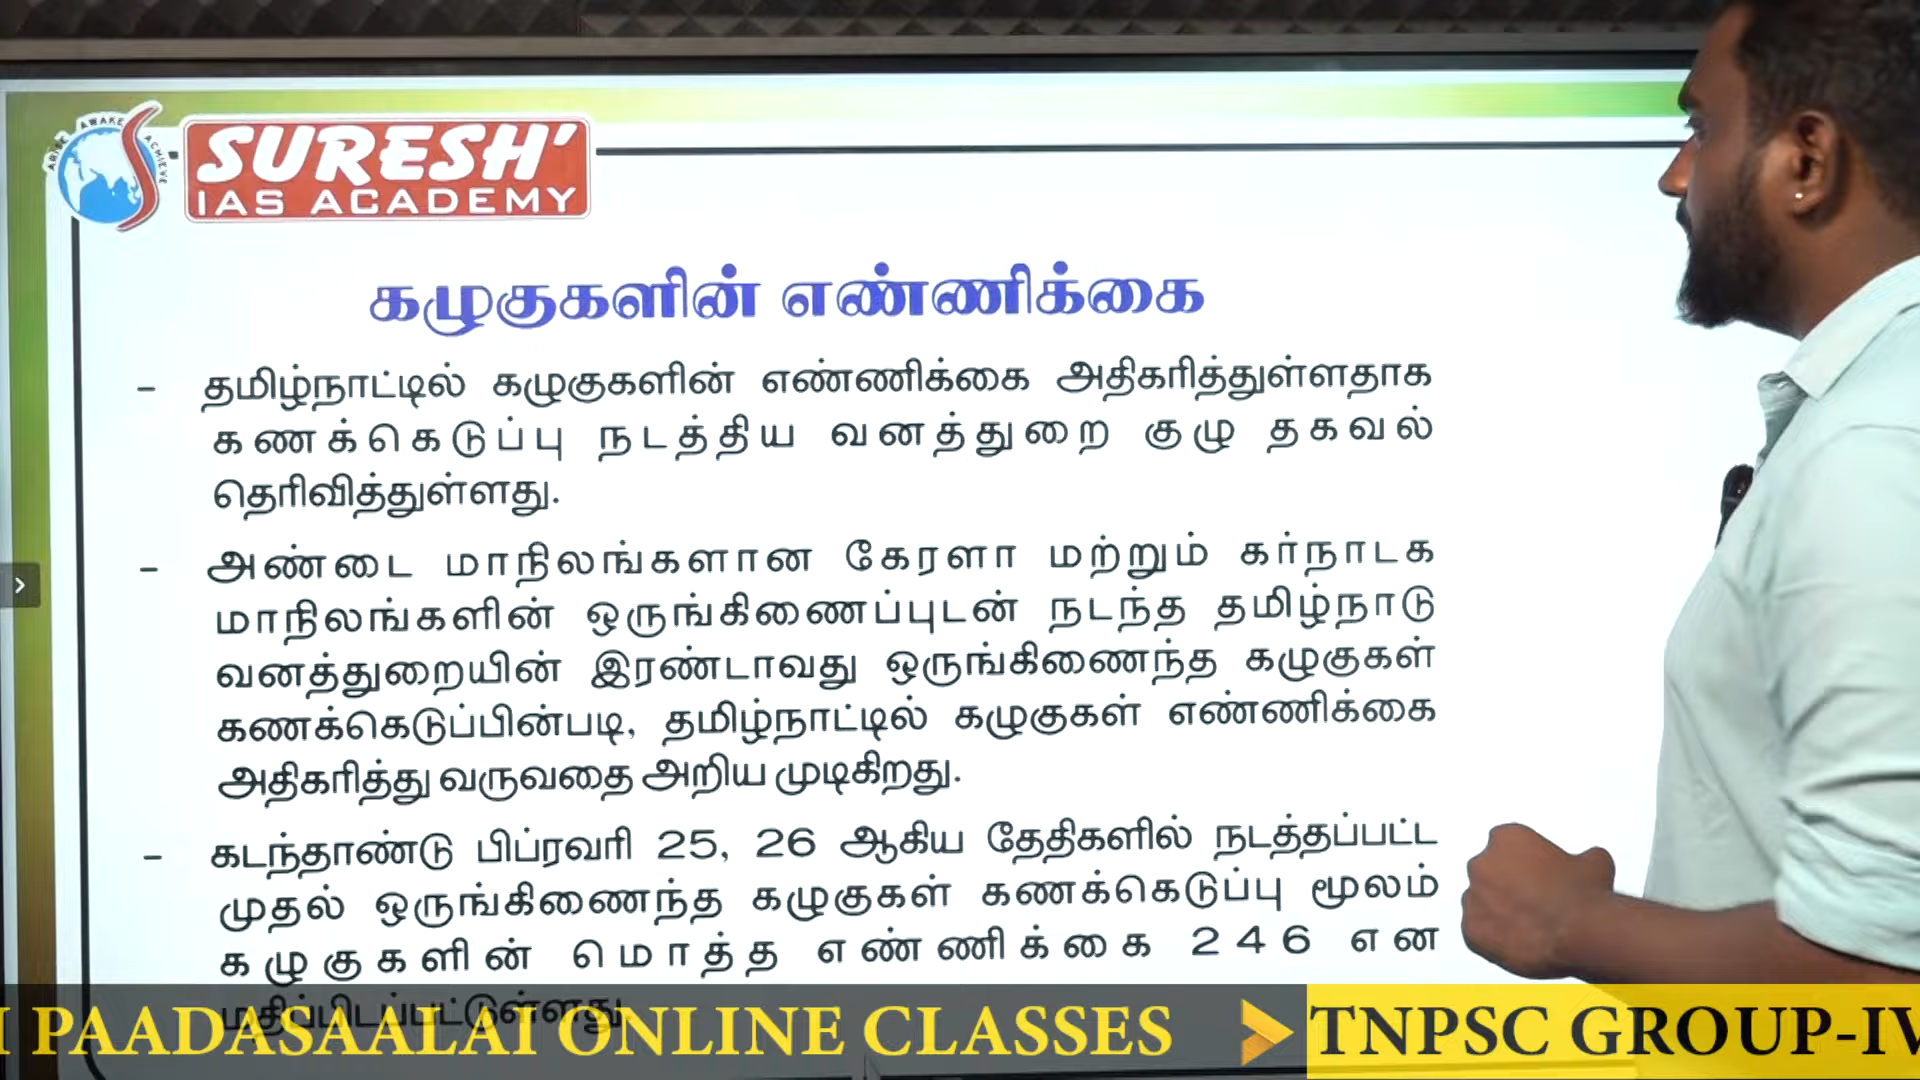 ARISE AWAKE ACHIEVE
SURESH'
IAS ACADEMY
கழுகுகளின் எண்ணிக்கை
- தமிழ்நாட்டில் கழுகுகளின் எண்ணிக்கை அதிகரித்துள்ளதாக
கணக்கெடுப்பு நடத்திய வனத்துறை குழு தகவல்
தெரிவித்துள்ளது.
- அண்டை மாநிலங்களான கேரளா மற்றும் கர்நாடக
மாநிலங்களின் ஒருங்கிணைப்புடன் நடந்த தமிழ்நாடு
வனத்துறையின் இரண்டாவது ஒருங்கிணைந்த கழுகுகள்
கணக்கெடுப்பின்படி, தமிழ்நாட்டில் கழுகுகள் எண்ணிக்கை
அதிகரித்து வருவதை அறிய முடிகிறது.
- கடந்தாண்டு பிப்ரவரி 25, 26 ஆகிய தேதிகளில் நடத்தப்பட்ட
முதல் ஒருங்கிணைந்த கழுகுகள் கணக்கெடுப்பு மூலம்
கழுகுகளின் மொத்த எண்ணிக்கை 246 என
மதிப்பிடப்பட்டுள்ளது
PAADASAALAI ONLINE CLASSES TNPSC GROUP-IV